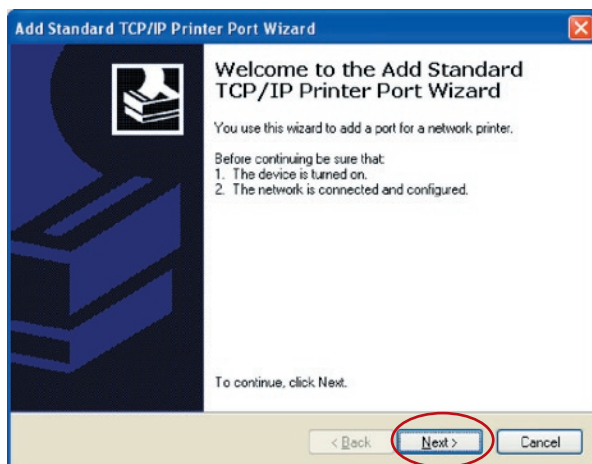 Add Standard TCP/IP Printer Port Wizard
Welcome to the Add Standard
TCP/IP Printer Port Wizard
You use this wizard to add a port for a network printer.
Before continuing be sure that:
1. The device is turned on.
2. The network is connected and configured.
To continue, click Next.
< Back Next > Cancel